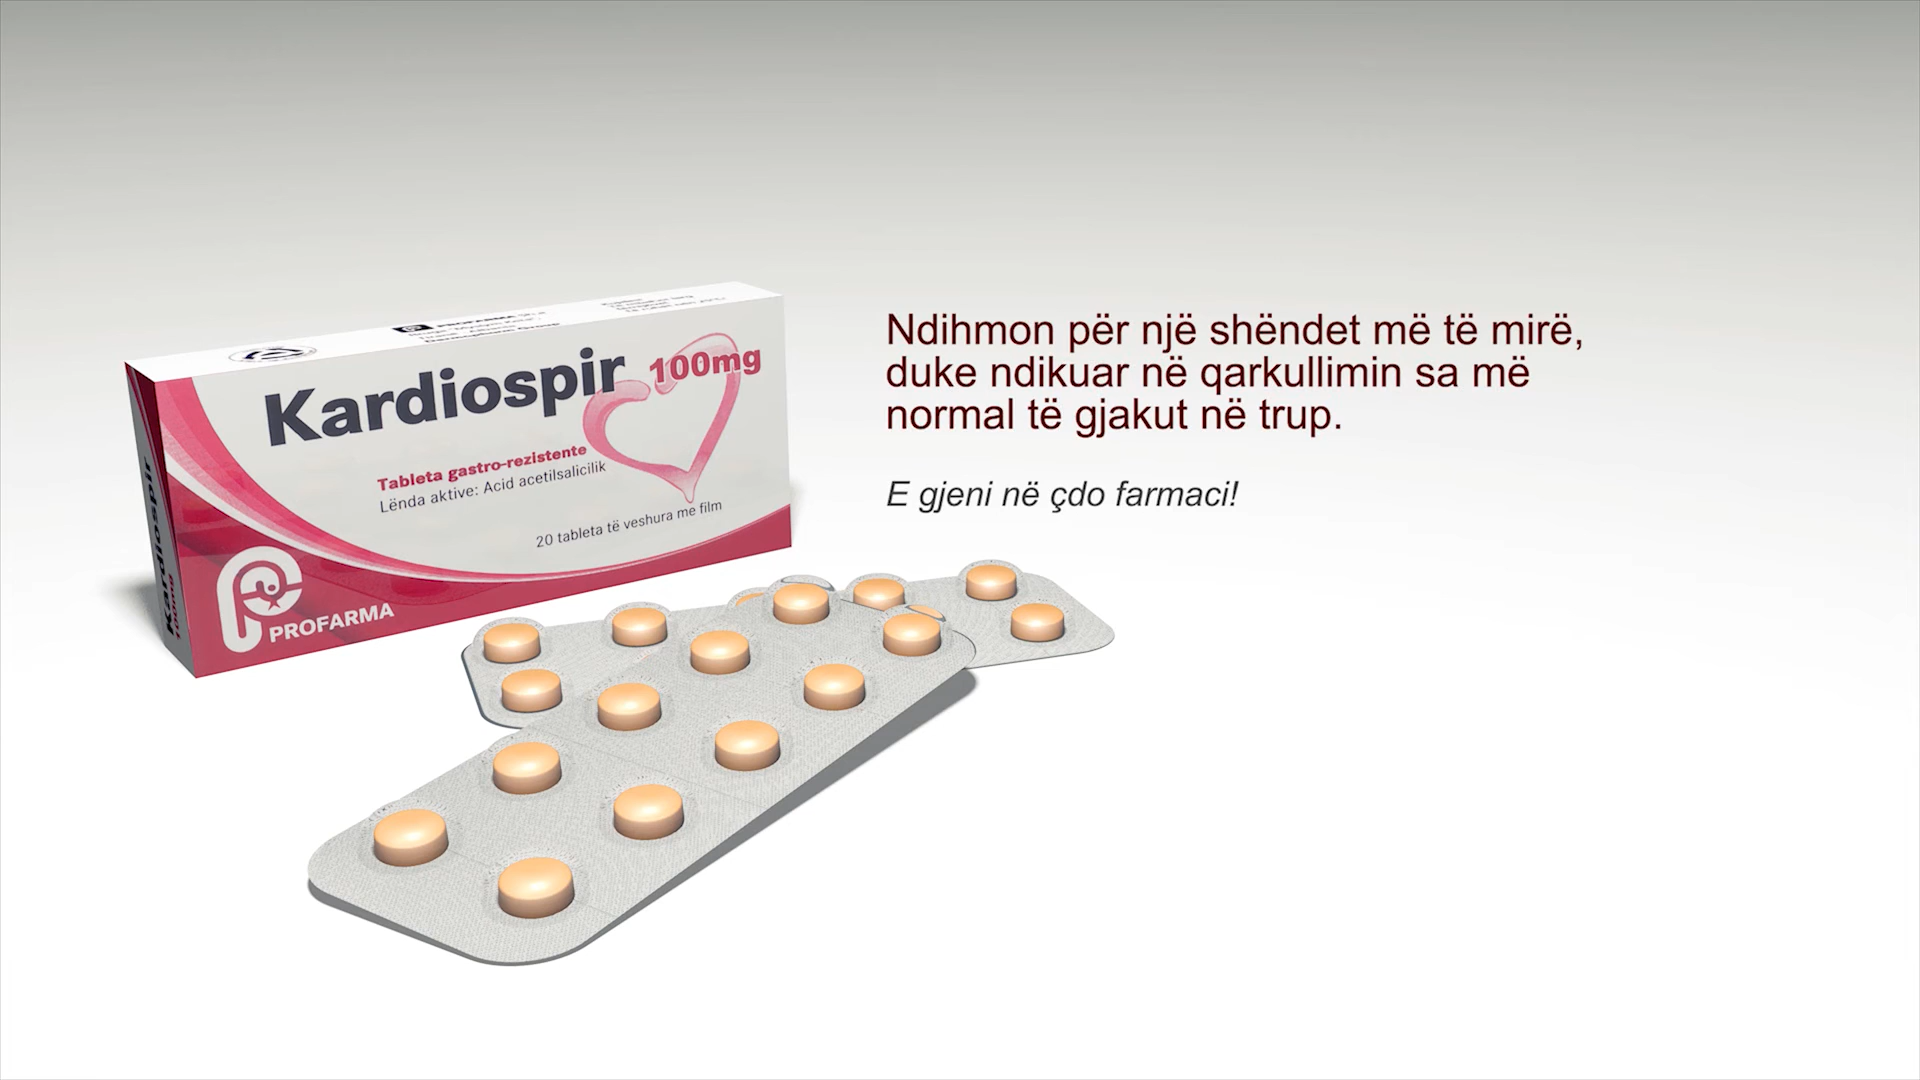 Kardiospir 100mg
Tableta gastro-rezistente
Lënda aktive: Acid acetilsalicilik
20 tableta të veshura me film
PROFARMA
Kardiospir
100mg
PROFARMA
Ndihmon për një shëndet më të mirë,
duke ndikuar në qarkullimin sa më
normal të gjakut në trup.
E gjeni në çdo farmaci!